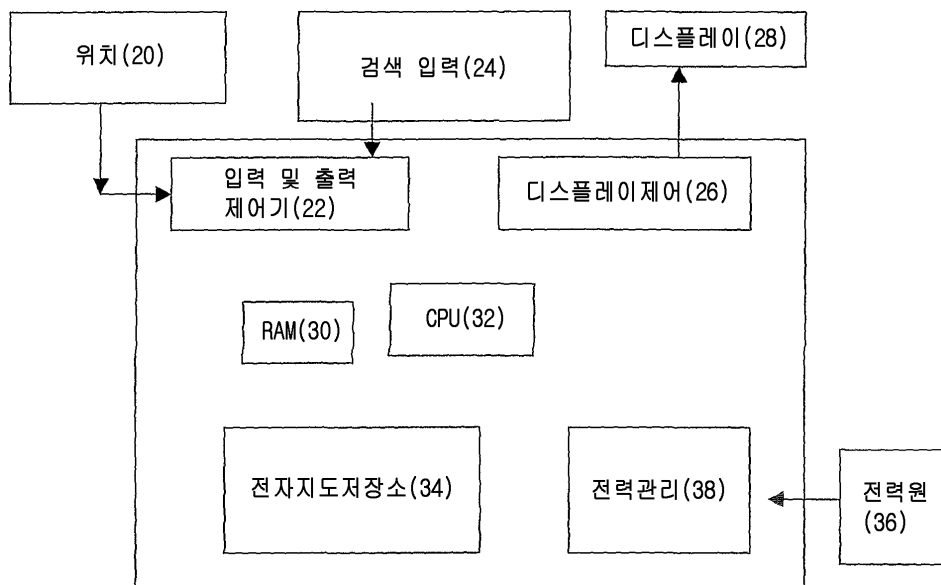 위치(20)
검색 입력(24)
디스플레이(28)
입력 및 출력
제어기(22)
디스플레이제어(26)
RAM(30)
CPU(32)
전자지도저장소(34)
전력관리(38)
전력원
(36)